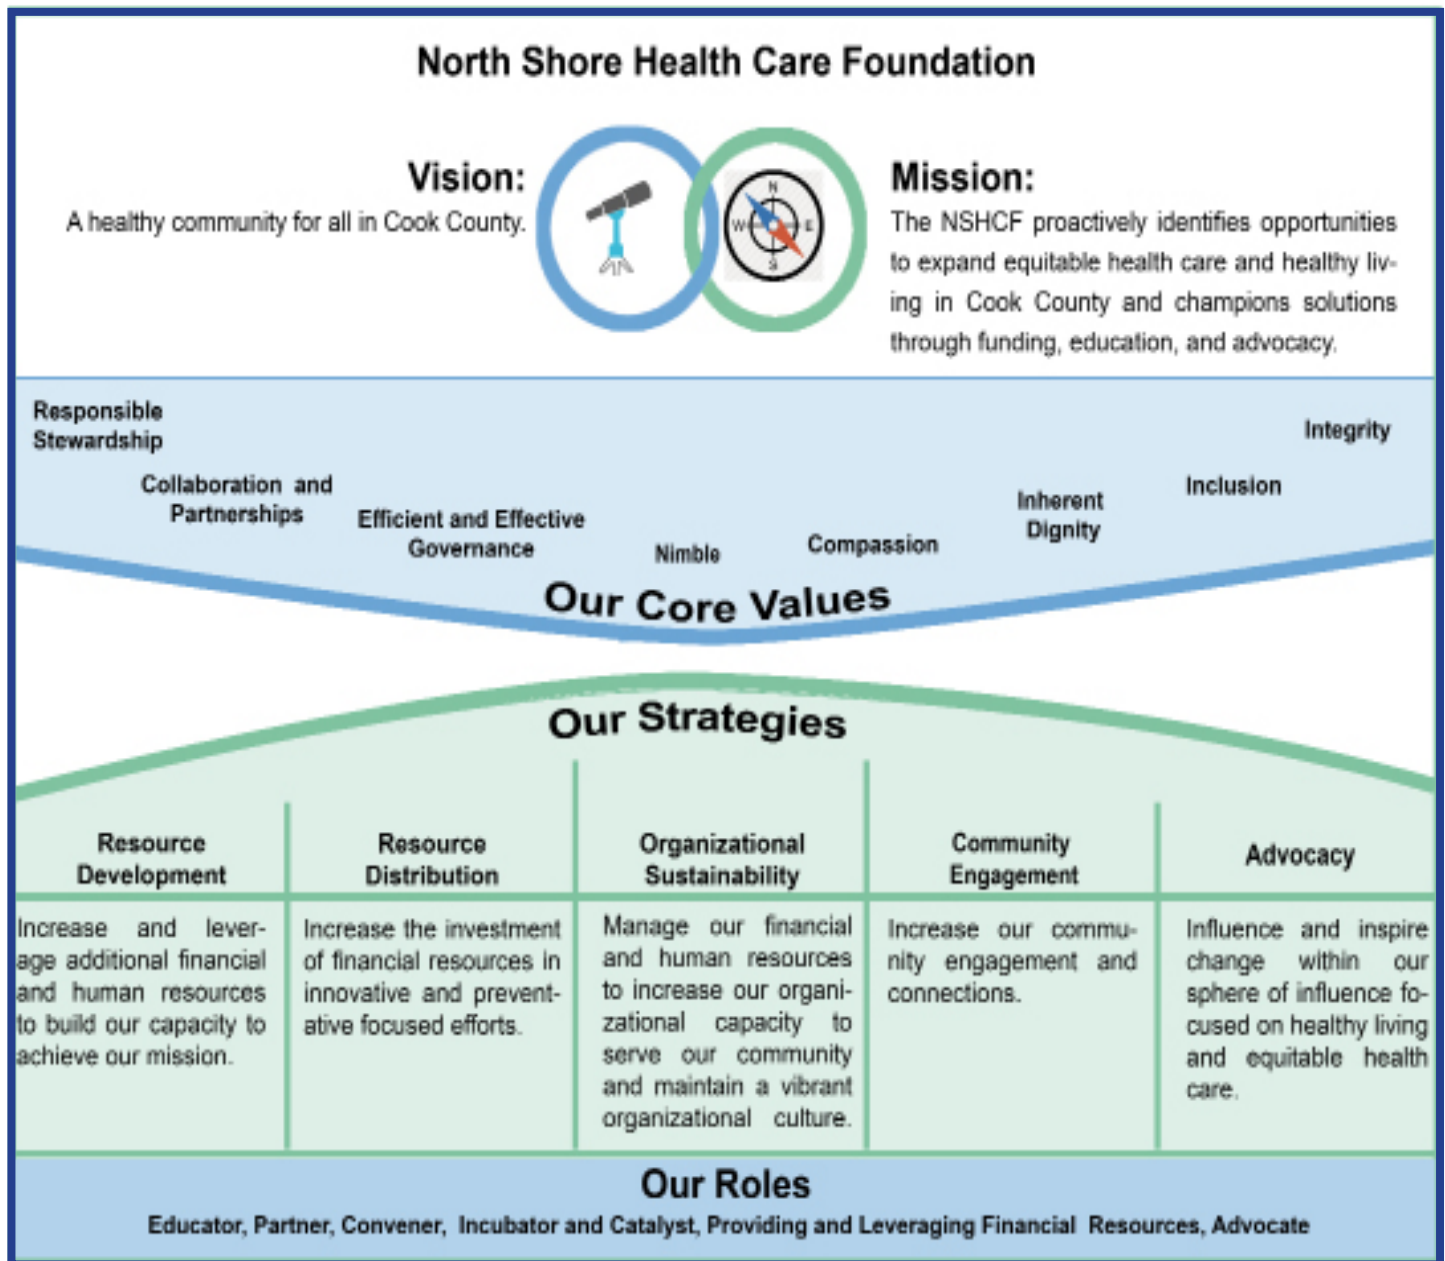 North Shore Health Care Foundation
Vision:
A healthy community for all in Cook County.
N
W
E
S
Mission:
The NSHCF proactively identifies opportunities
to expand equitable health care and healthy liv-
ing in Cook County and champions solutions
through funding, education, and advocacy.
Responsible
Stewardship
Collaboration and
Partnerships
Efficient and Effective
Governance
Nimble
Compassion
Inherent
Dignity
Inclusion
Integrity
Our Core Values
Our Strategies
Resource
Development
Increase and lever-
age additional financial
and human resources
to build our capacity to
achieve our mission.
Resource
Distribution
Increase the investment
of financial resources in
innovative and prevent-
ative focused efforts.
Organizational
Sustainability
Manage our financial
and human resources
to increase our organi-
zational capacity to
serve our community
and maintain a vibrant
organizational culture.
Community
Engagement
Increase our commu-
nity engagement and
connections.
Advocacy
Influence and inspire
change within our
sphere of influence fo-
cused on healthy living
and equitable health
care.
Our Roles
Educator, Partner, Convener, Incubator and Catalyst, Providing and Leveraging Financial Resources, Advocate